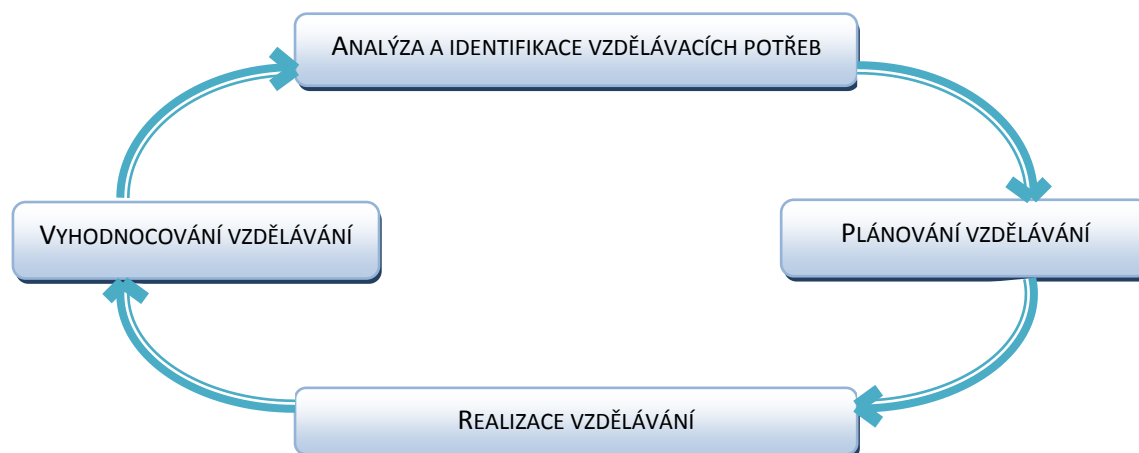 ANALÝZA A IDENTIFIKACE VZDĚLÁVACÍCH POTŘEB
VYHODNOCOVÁNÍ VZDĚLÁVÁNÍ
PLÁNOVÁNÍ VZDĚLÁVÁNÍ
REALIZACE VZDĚLÁVÁNÍ